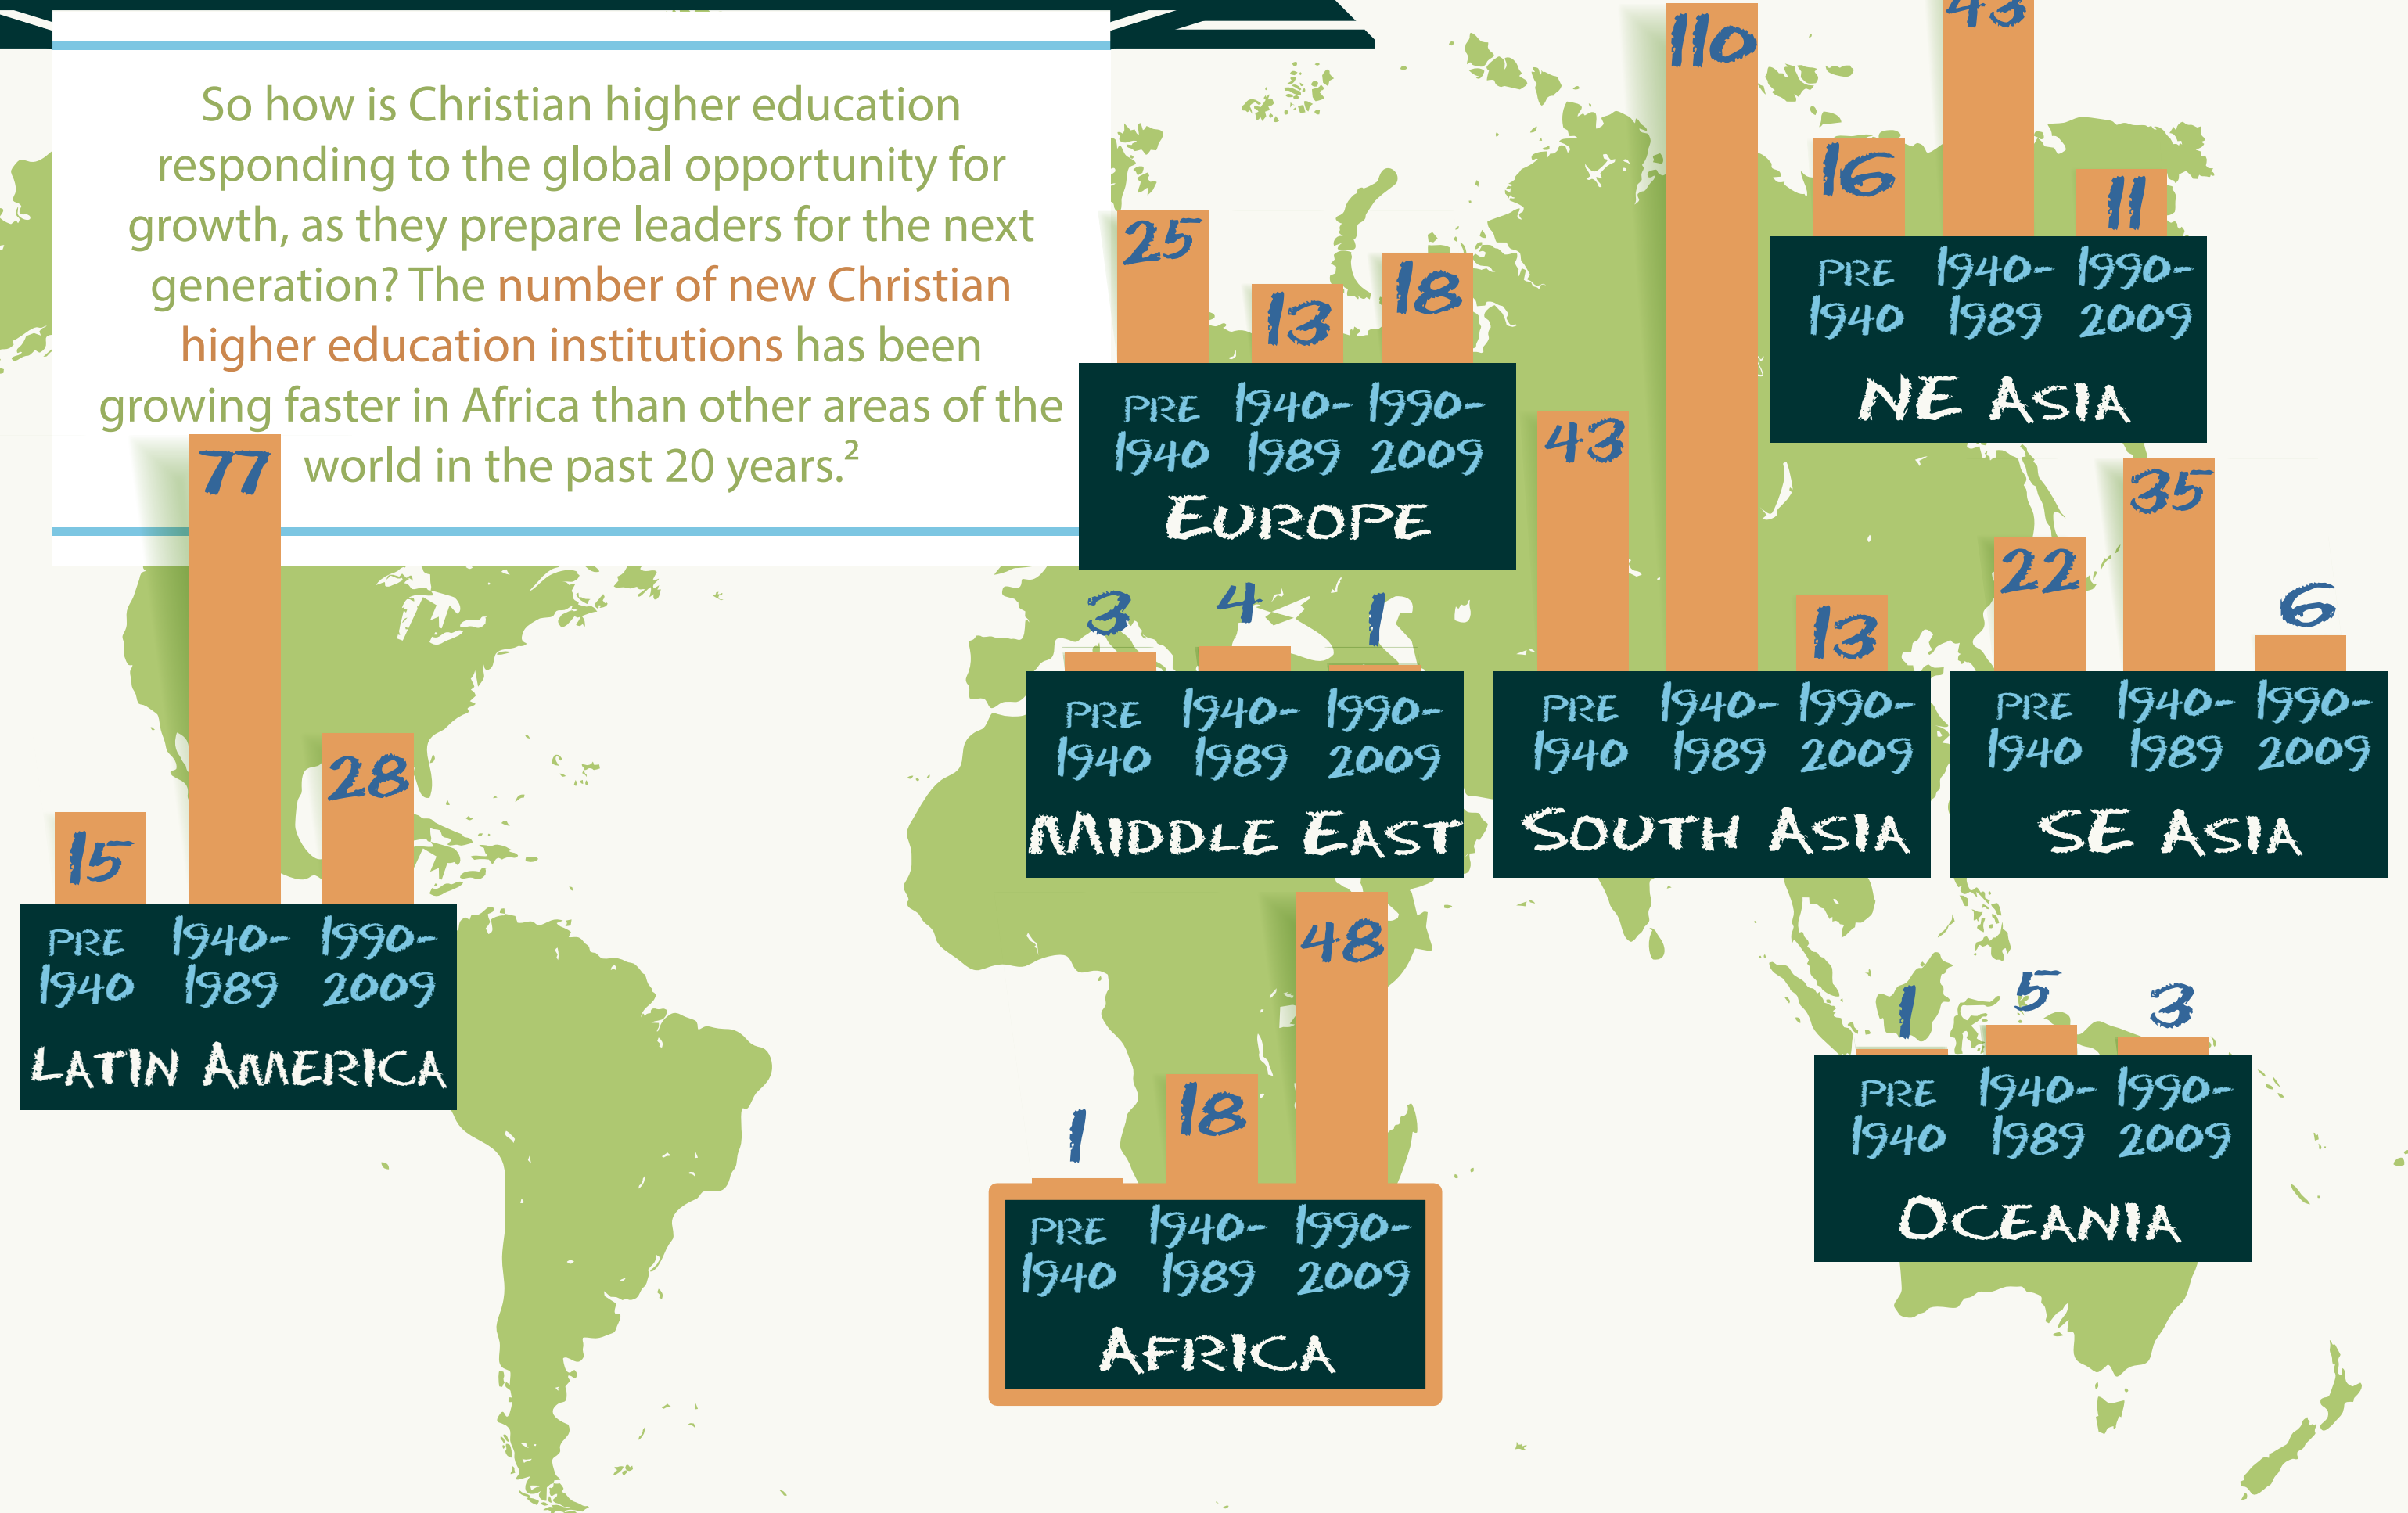 So how is Christian higher education
responding to the global opportunity for
growth, as they prepare leaders for the next
generation? The number of new Christian
higher education institutions has been
growing faster in Africa than other areas of the
world in the past 20 years.²
25 13 18
PRE 1940- 1990-
1940 1989 2009
EUROPE
16 43 11
PRE 1940- 1990-
1940 1989 2009
NE ASIA
15 77 28
PRE 1940- 1990-
1940 1989 2009
LATIN AMERICA
3 4 1
PRE 1940- 1990-
1940 1989 2009
MIDDLE EAST
43 110 13
PRE 1940- 1990-
1940 1989 2009
SOUTH ASIA
22 35 6
PRE 1940- 1990-
1940 1989 2009
SE ASIA
1 18 48
PRE 1940- 1990-
1940 1989 2009
AFRICA
1 5 3
PRE 1940- 1990-
1940 1989 2009
OCEANIA